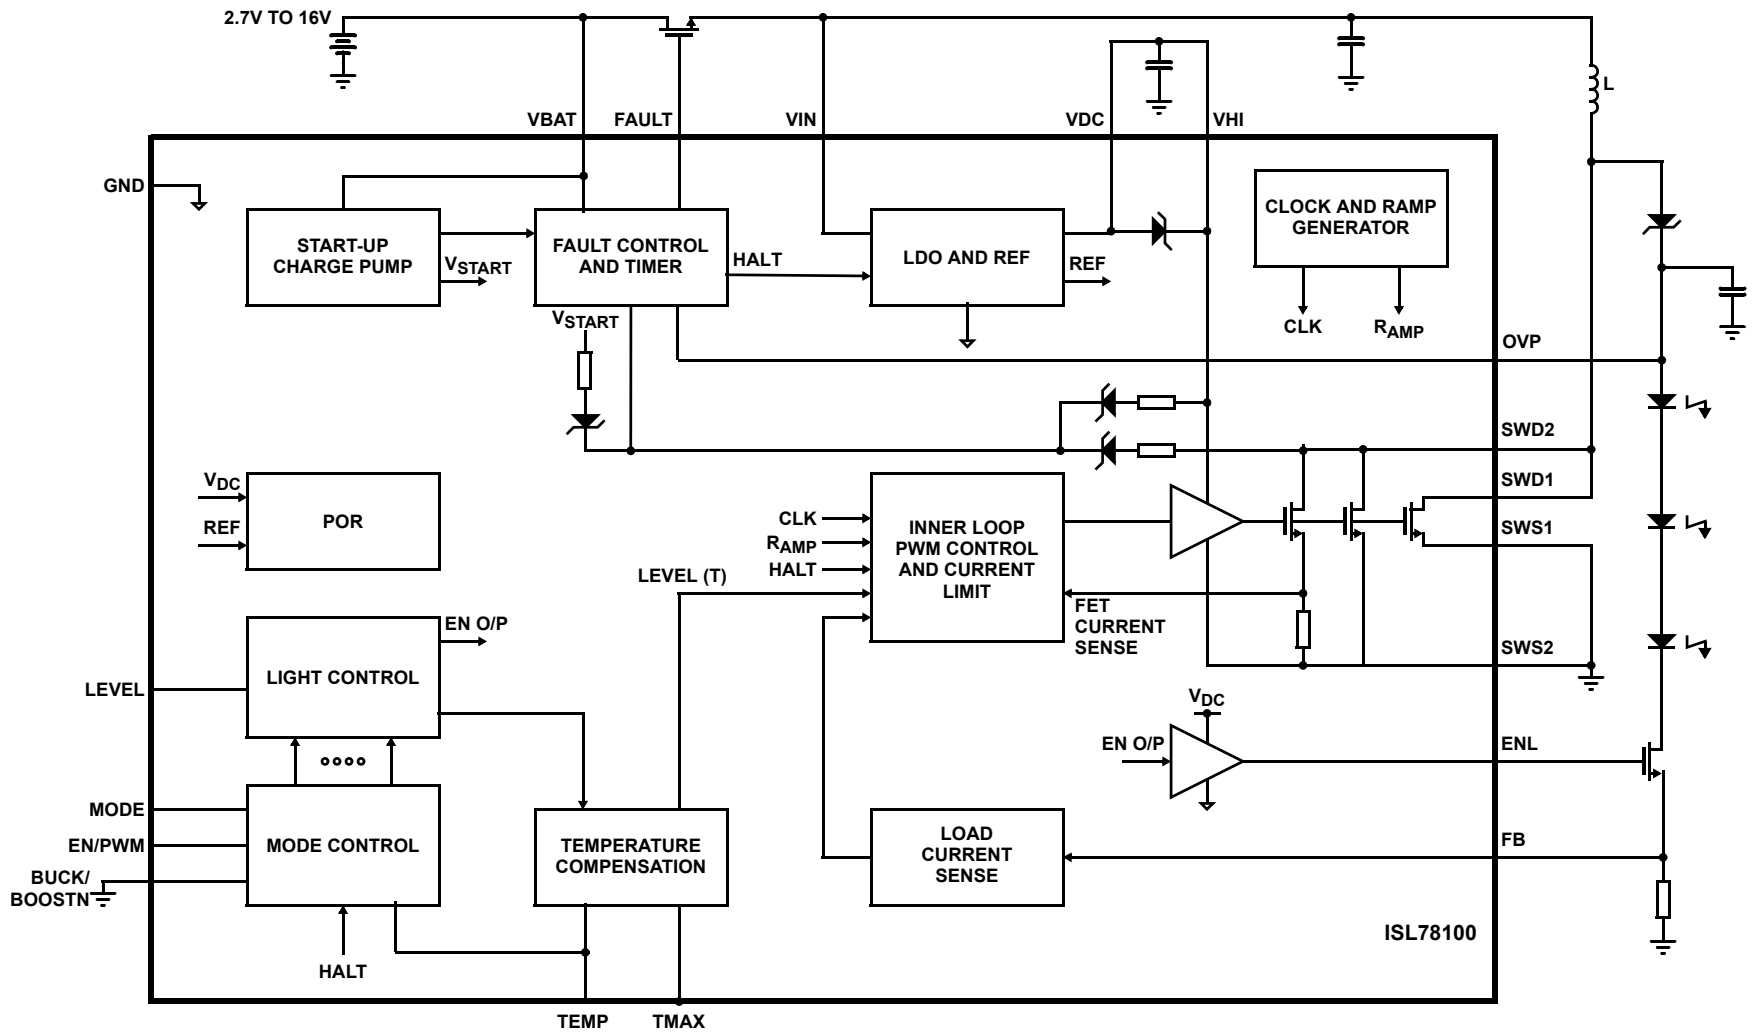 2.7V TO 16V
L
VBAT
FAULT
VIN
VDC
VHI
GND
START-UP
CHARGE PUMP
VSTART
FAULT CONTROL
AND TIMER
HALT
LDO AND REF
REF
CLOCK AND RAMP
GENERATOR
CLK
RAMP
VSTART
OVP
SWD2
SWD1
SWS1
SWS2
VDC
REF
POR
CLK
RAMP
HALT
LEVEL (T)
INNER LOOP
PWM CONTROL
AND CURRENT
LIMIT
FET
CURRENT
SENSE
EN O/P
LIGHT CONTROL
LEVEL
VDC
EN O/P
ENL
MODE
EN/PWM
BUCK/
BOOSTN
MODE CONTROL
TEMPERATURE
COMPENSATION
LOAD
CURRENT
SENSE
FB
HALT
ISL78100
TEMP
TMAX